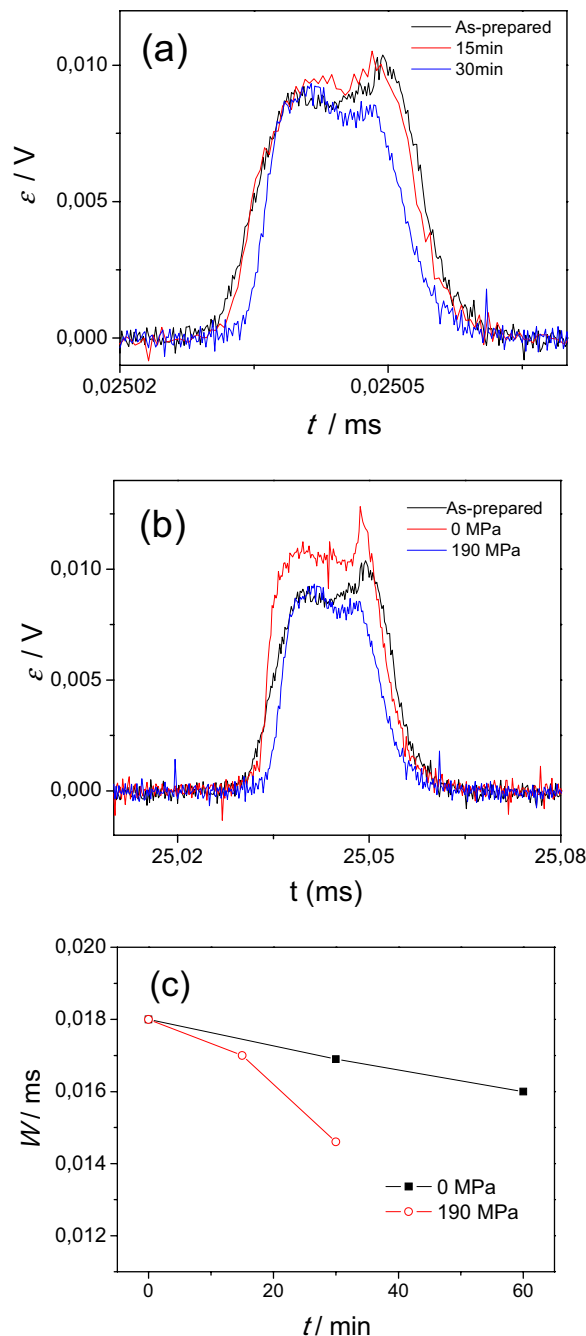 (a)
As-prepared
15min
30min
0,010
0,005
0,000
ε / V
0,02502
0,02505
t / ms
(b)
As-prepared
0 MPa
190 MPa
0,010
0,005
0,000
ε / V
25,02
25,05
25,08
t (ms)
(c)
0,020
0,018
0,016
0,014
0,012
W / ms
0 MPa
190 MPa
0
20
40
60
t / min